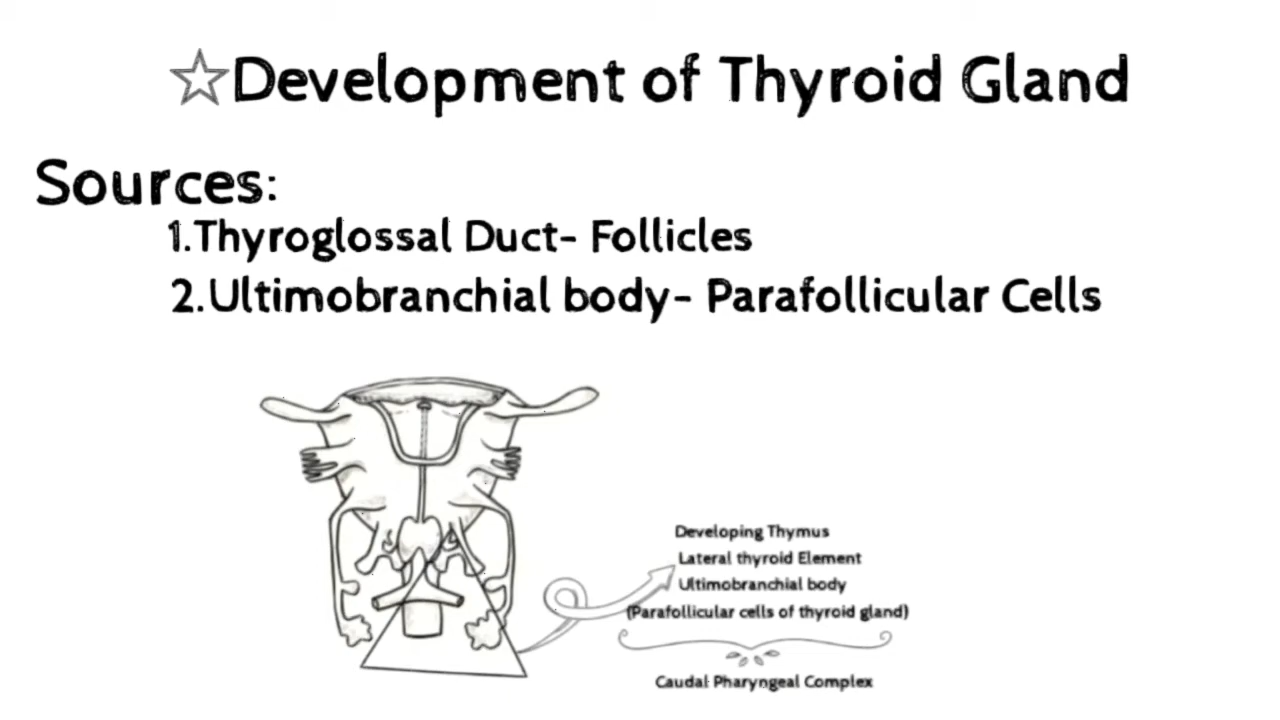 ☆Development of Thyroid Gland
Sources:
1.Thyroglossal Duct- Follicles
2.Ultimobranchial body- Parafollicular Cells
Developing Thymus
Lateral thyroid Element
Ultimobranchial body
(Parafollicular cells of thyroid gland)
Caudal Pharyngeal Complex